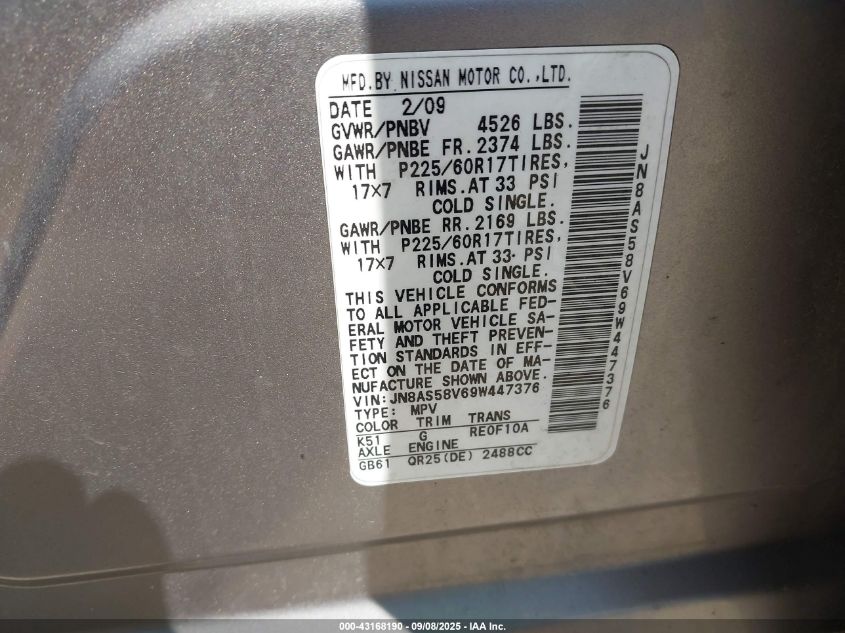 MFD.BY NISSAN MOTOR CO.,LTD.
DATE 2/09
GVWR/PNBV 4526 LBS.
GAWR/PNBE FR. 2374 LBS.
WITH P225/60R17TIRES,
17×7 RIMS.AT 33 PSI
COLD SINGLE.
GAWR/PNBE RR. 2169 LBS.
WITH P225/60R17TIRES,
17×7 RIMS.AT 33 PSI
COLD SINGLE.
THIS VEHICLE CONFORMS
TO ALL APPLICABLE FED-
ERAL MOTOR VEHICLE SA-
FETY AND THEFT PREVEN-
TION STANDARDS IN EFF-
ECT ON THE DATE OF MA-
NUFACTURE SHOWN ABOVE.
VIN:JN8AS58V69W447376
TYPE: MPV
COLOR TRIM TRANS
K51 G RE0F10A
AXLE ENGINE
GB61 QR25(DE) 2488CC
JN8AS58V69W447376
000-43168190 - 09/08/2025 - IAA Inc.